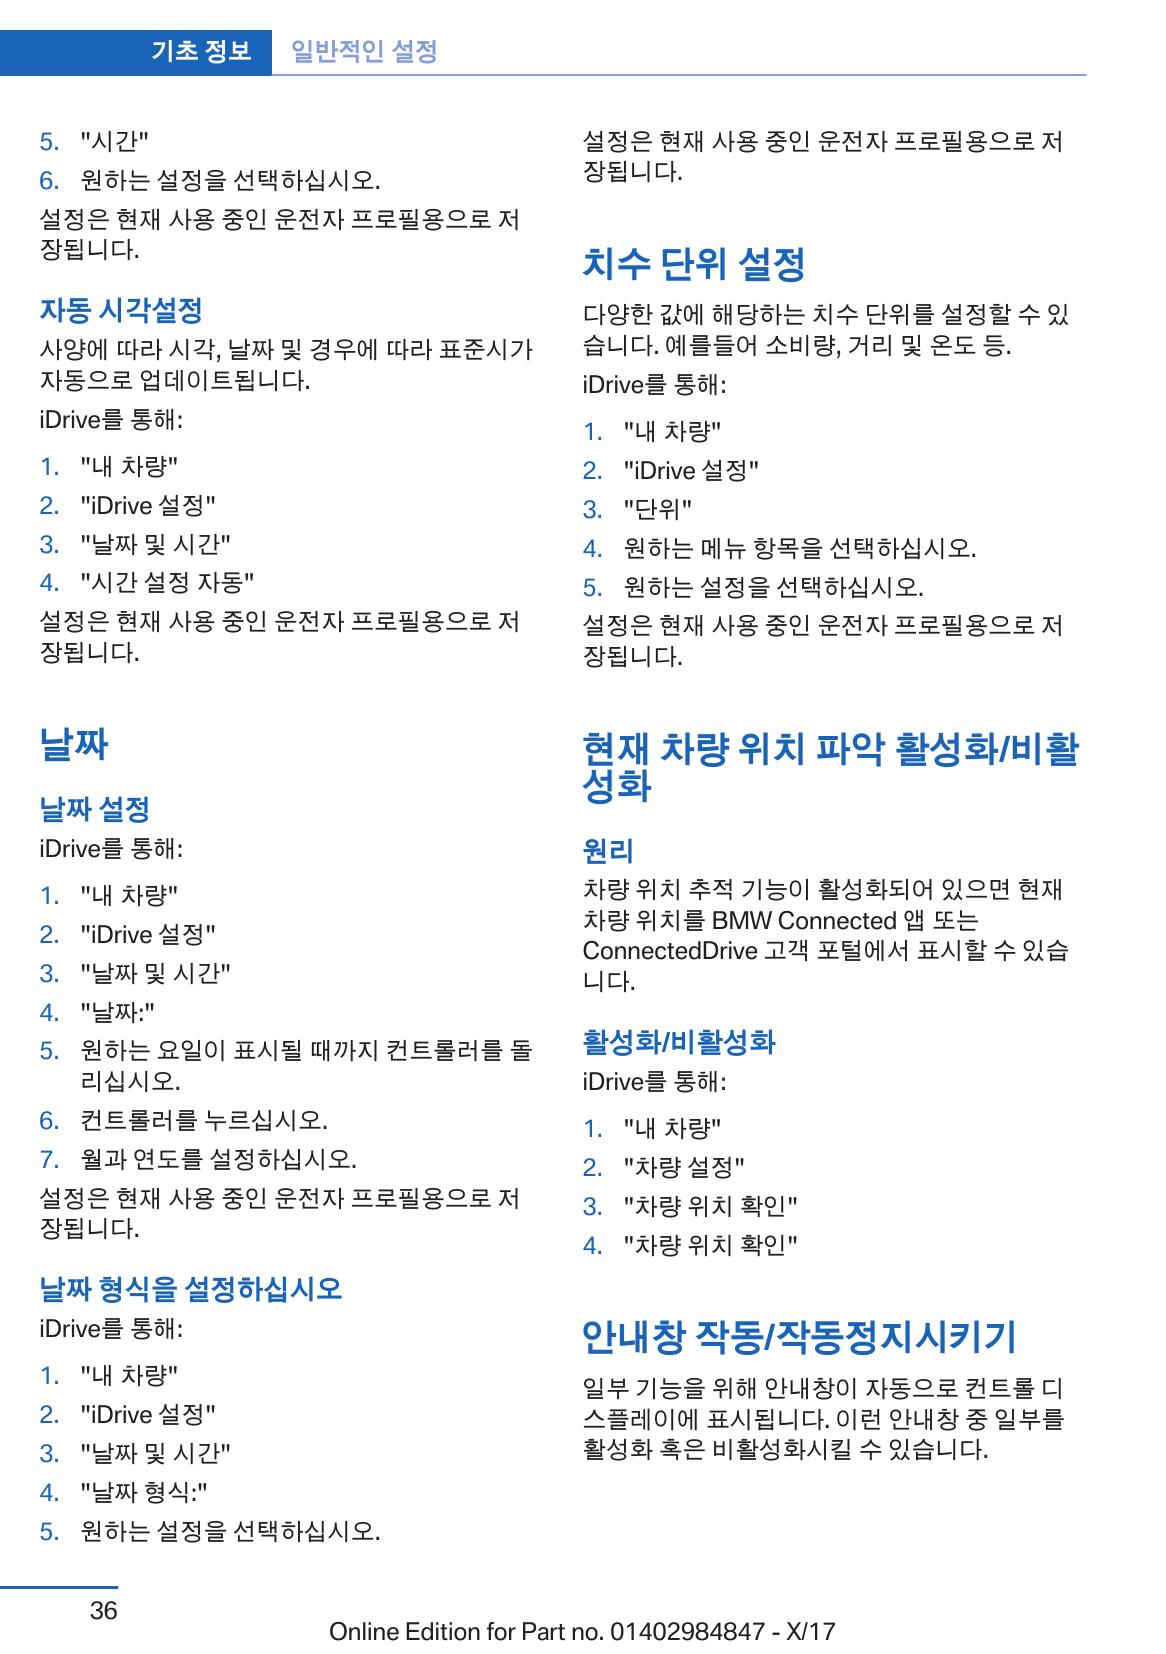 기초 정보 일반적인 설정
5. "시간"
6. 원하는 설정을 선택하십시오.
설정은 현재 사용 중인 운전자 프로필용으로 저
장됩니다.
자동 시각설정
사양에 따라 시각, 날짜 및 경우에 따라 표준시가
자동으로 업데이트됩니다.
iDrive를 통해:
1. "내 차량"
2. "iDrive 설정"
3. "날짜 및 시간"
4. "시간 설정 자동"
설정은 현재 사용 중인 운전자 프로필용으로 저
장됩니다.
날짜
날짜 설정
iDrive를 통해:
1. "내 차량"
2. "iDrive 설정"
3. "날짜 및 시간"
4. "날짜:"
5. 원하는 요일이 표시될 때까지 컨트롤러를 돌
리십시오.
6. 컨트롤러를 누르십시오.
7. 월과 연도를 설정하십시오.
설정은 현재 사용 중인 운전자 프로필용으로 저
장됩니다.
날짜 형식을 설정하십시오
iDrive를 통해:
1. "내 차량"
2. "iDrive 설정"
3. "날짜 및 시간"
4. "날짜 형식:"
5. 원하는 설정을 선택하십시오.
설정은 현재 사용 중인 운전자 프로필용으로 저
장됩니다.
치수 단위 설정
다양한 값에 해당하는 치수 단위를 설정할 수 있
습니다. 예를들어 소비량, 거리 및 온도 등.
iDrive를 통해:
1. "내 차량"
2. "iDrive 설정"
3. "단위"
4. 원하는 메뉴 항목을 선택하십시오.
5. 원하는 설정을 선택하십시오.
설정은 현재 사용 중인 운전자 프로필용으로 저
장됩니다.
현재 차량 위치 파악 활성화/비활
성화
원리
차량 위치 추적 기능이 활성화되어 있으면 현재
차량 위치를 BMW Connected 앱 또는
ConnectedDrive 고객 포털에서 표시할 수 있습
니다.
활성화/비활성화
iDrive를 통해:
1. "내 차량"
2. "차량 설정"
3. "차량 위치 확인"
4. "차량 위치 확인"
안내창 작동/작동정지시키기
일부 기능을 위해 안내창이 자동으로 컨트롤 디
스플레이에 표시됩니다. 이런 안내창 중 일부를
활성화 혹은 비활성화시킬 수 있습니다.
36
Online Edition for Part no. 01402984847 - X/17